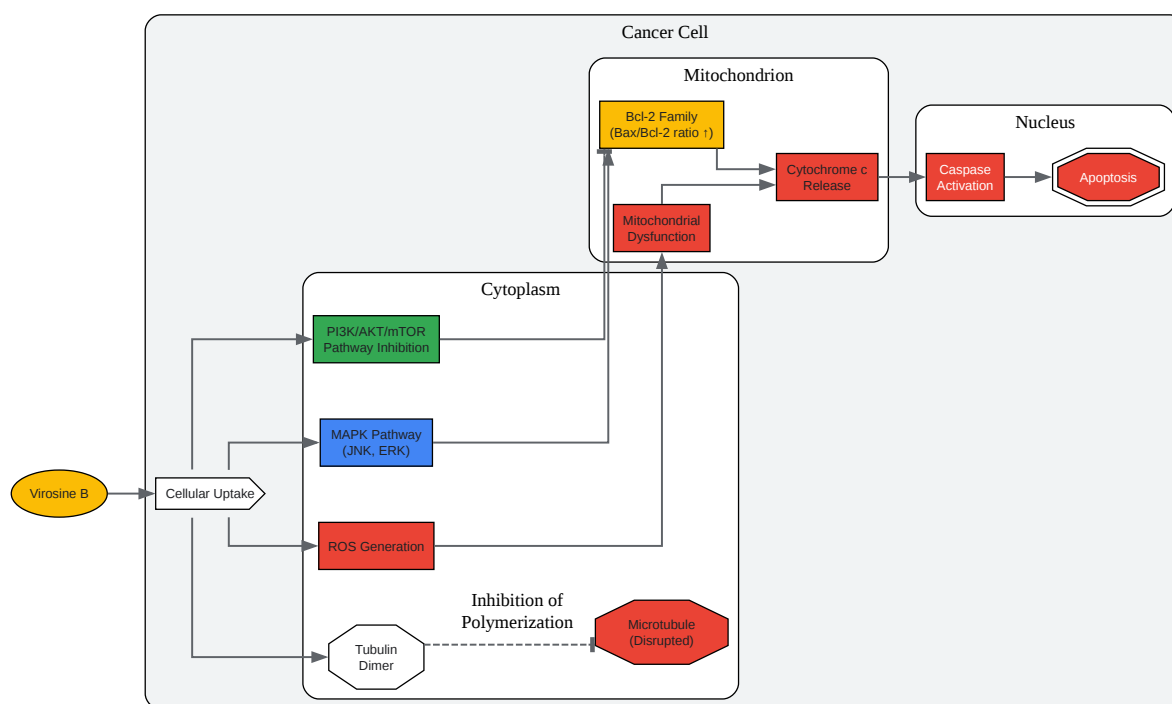 Cancer Cell
Mitochondrion
Bcl-2 Family
(Bax/Bcl-2 ratio ↑)
Nucleus
Cytochrome c
Release
Caspase
Activation
Apoptosis
Mitochondrial
Dysfunction
Cytoplasm
PI3K/AKT/mTOR
Pathway Inhibition
MAPK Pathway
(JNK, ERK)
Virosine B
Cellular Uptake
ROS Generation
Inhibition of
Polymerization
Microtubule
(Disrupted)
Tubulin
Dimer